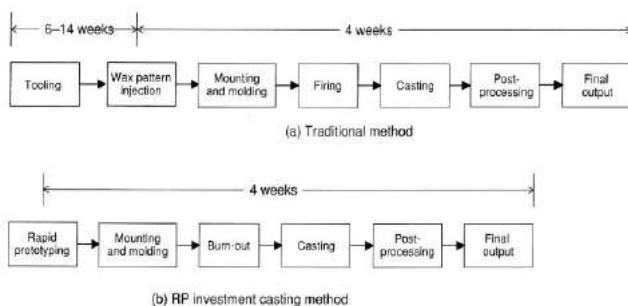 6–14 weeks
4 weeks
Tooling
Wax pattern
injection
Mounting
and molding
Firing
Casting
Post-
processing
Final
output
(a) Traditional method
4 weeks
Rapid
prototyping
Mounting
and molding
Burn-out
Casting
Post-
processing
Final
output
(b) RP investment casting method